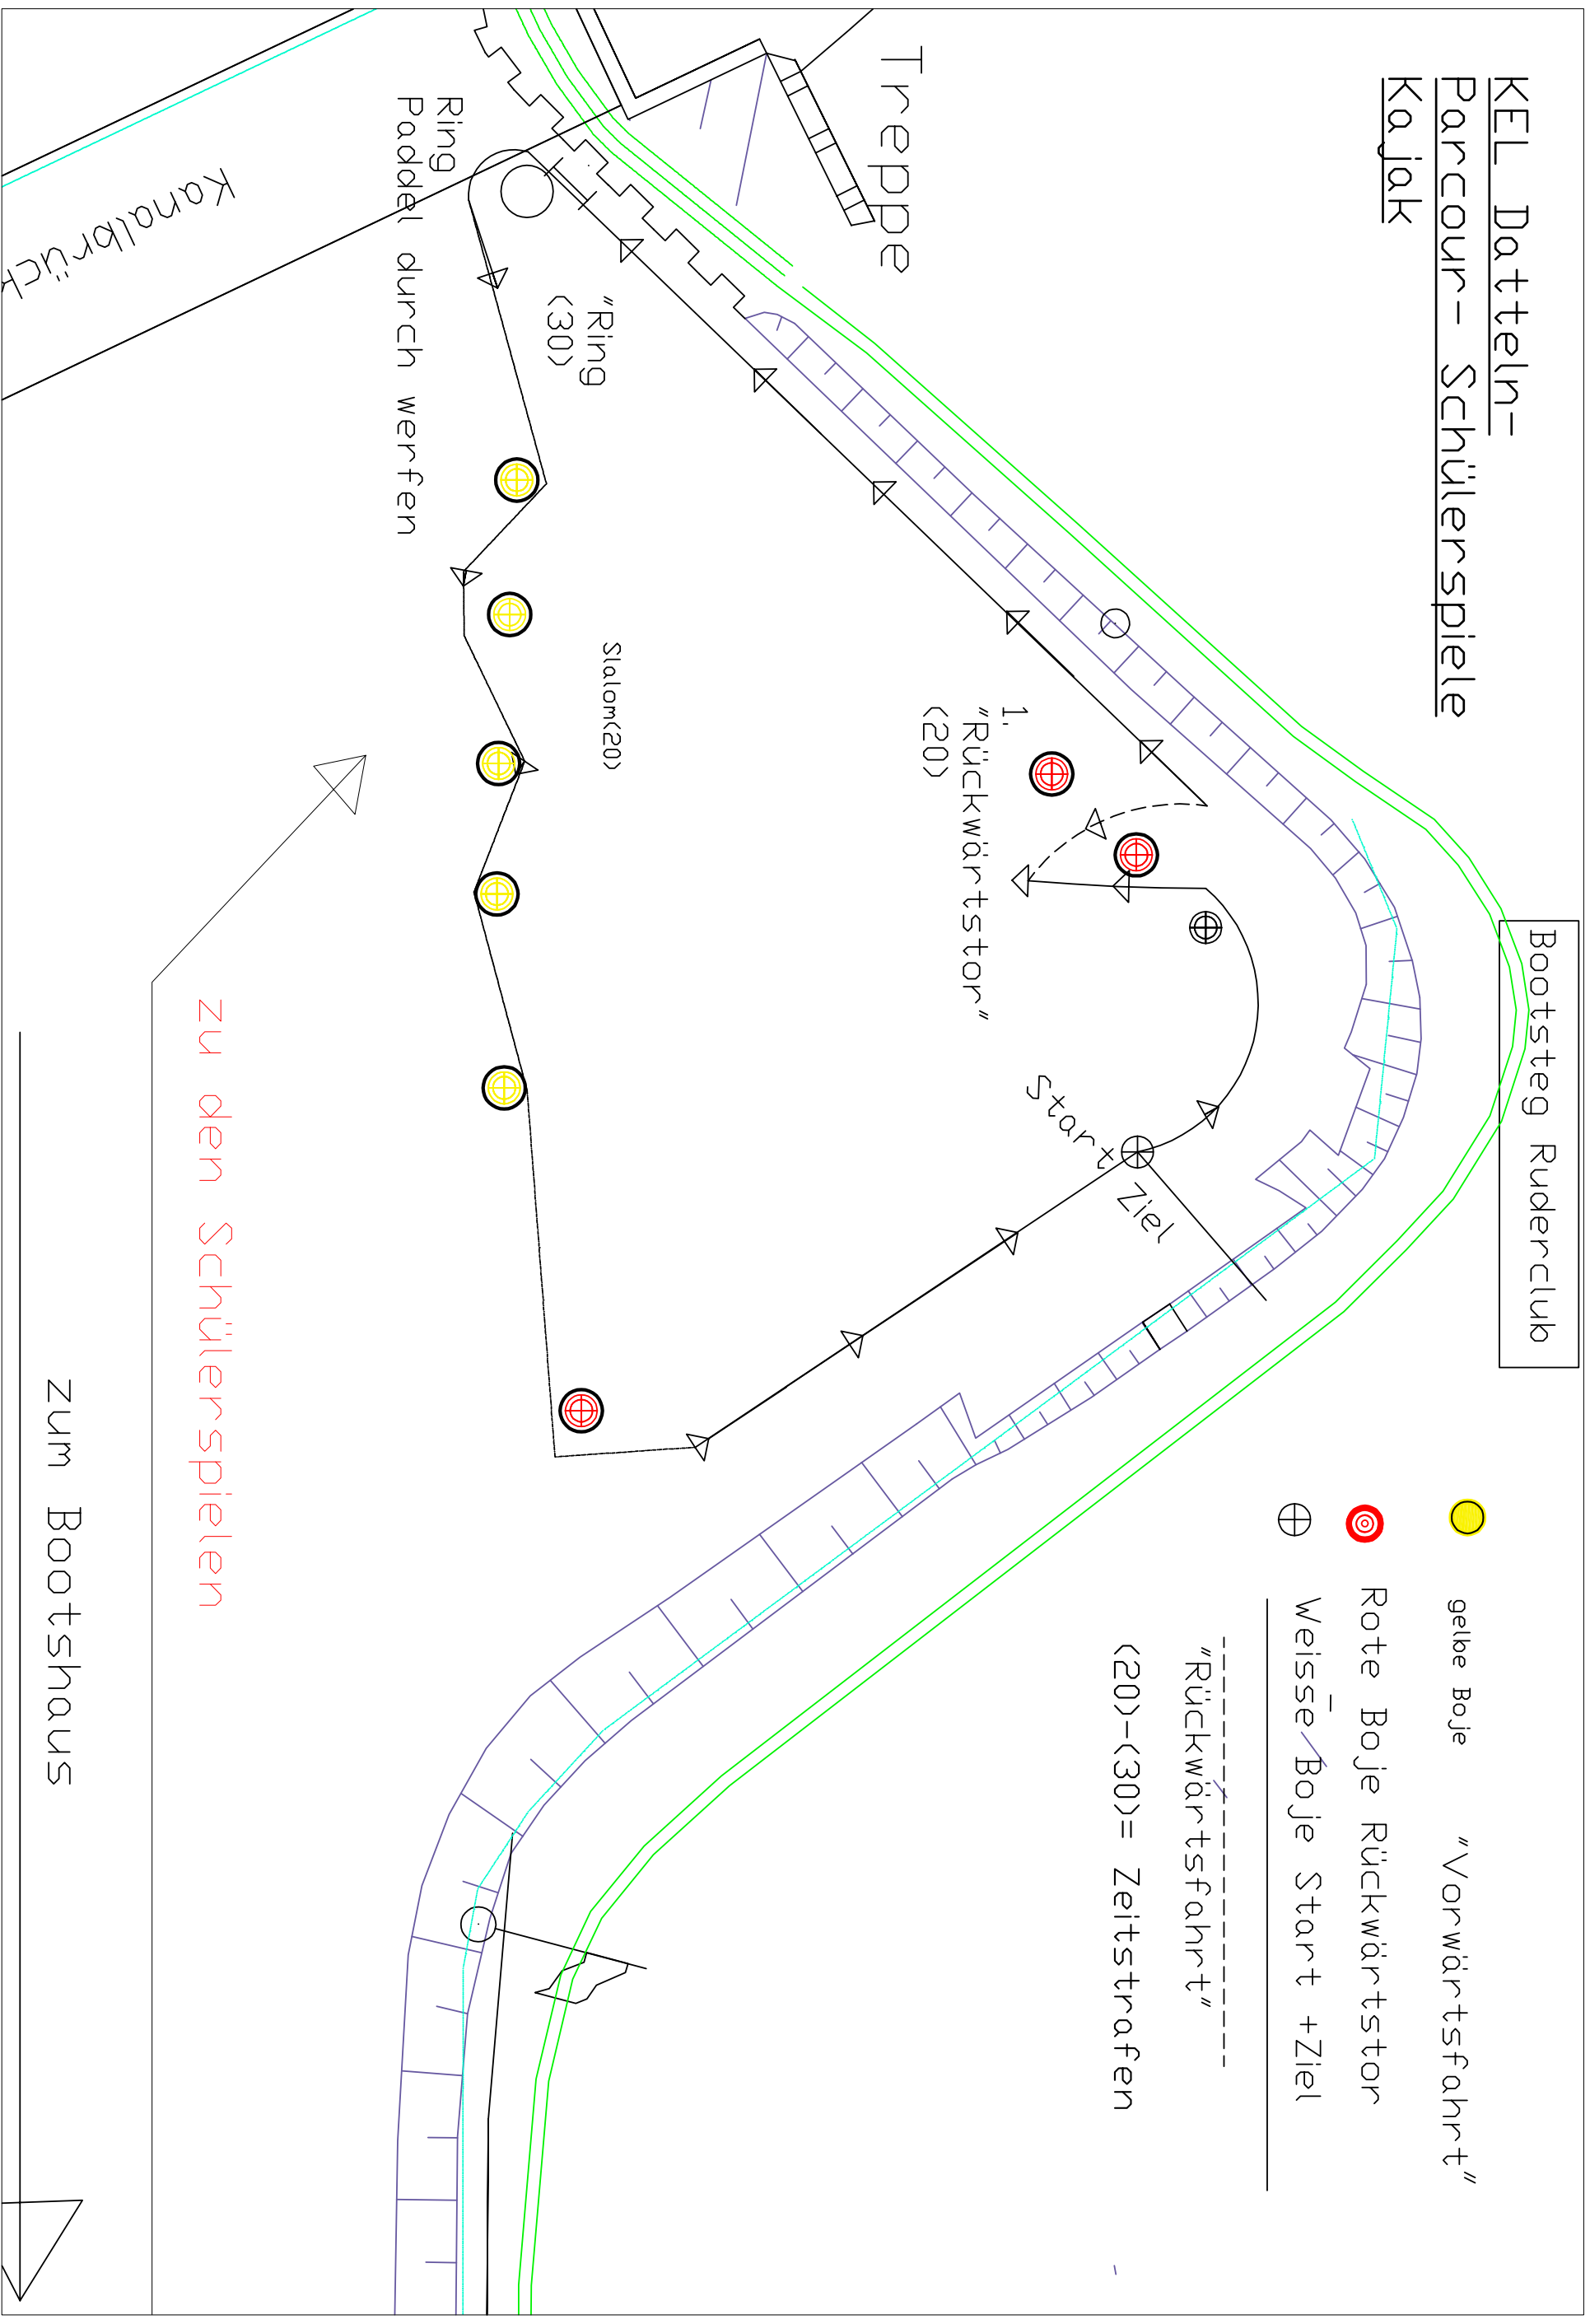 KEL Datteln-
Parcour- Schülerspiele
Kajak
Bootsteg Ruderclub
gelbe Boje "Vorwärtsfahrt"
Rote Boje Rückwärtstor
Weisse Boje Start +Ziel
"Rückwärtsfahrt"
(20)-(30)= Zeitstrafen
Treppe
1.
"Rückwärtstor"
(20)
Start
Ziel
"Ring
(30)
Slalom(20)
Ring
Paddel durch werfen
Kanalbrück
zu den Schülerspielen
zum Bootshaus